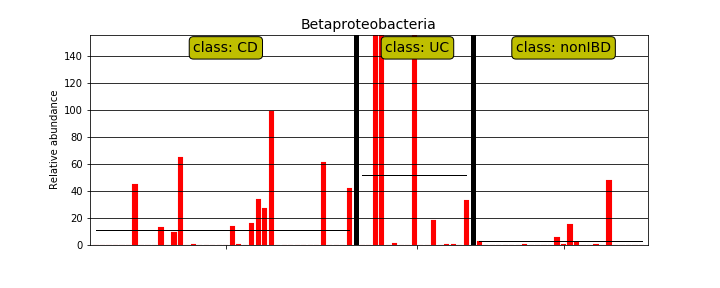 Betaproteobacteria
class: CD
class: UC
class: nonIBD
Relative abundance
140
120
100
80
60
40
20
0